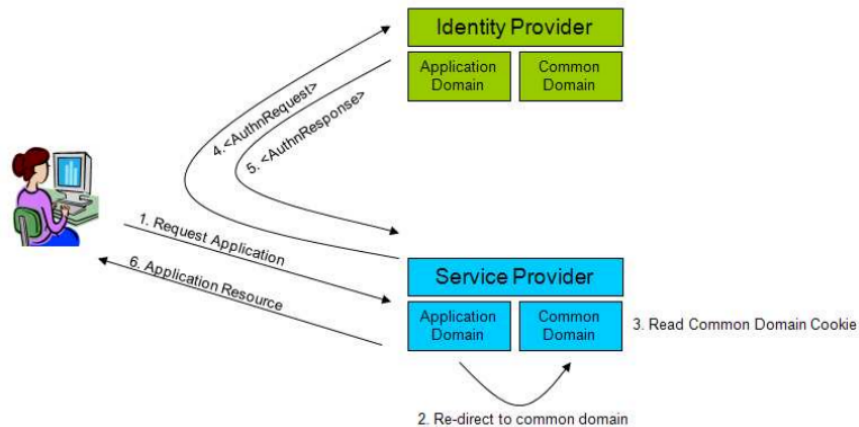 Identity Provider
Application
Domain
Common
Domain
4.<AuthnRequest>
5. <AuthnResponse>
1. Request Application
6. Application Resource
Service Provider
Application
Domain
Common
Domain
3. Read Common Domain Cookie
2. Re-direct to common domain